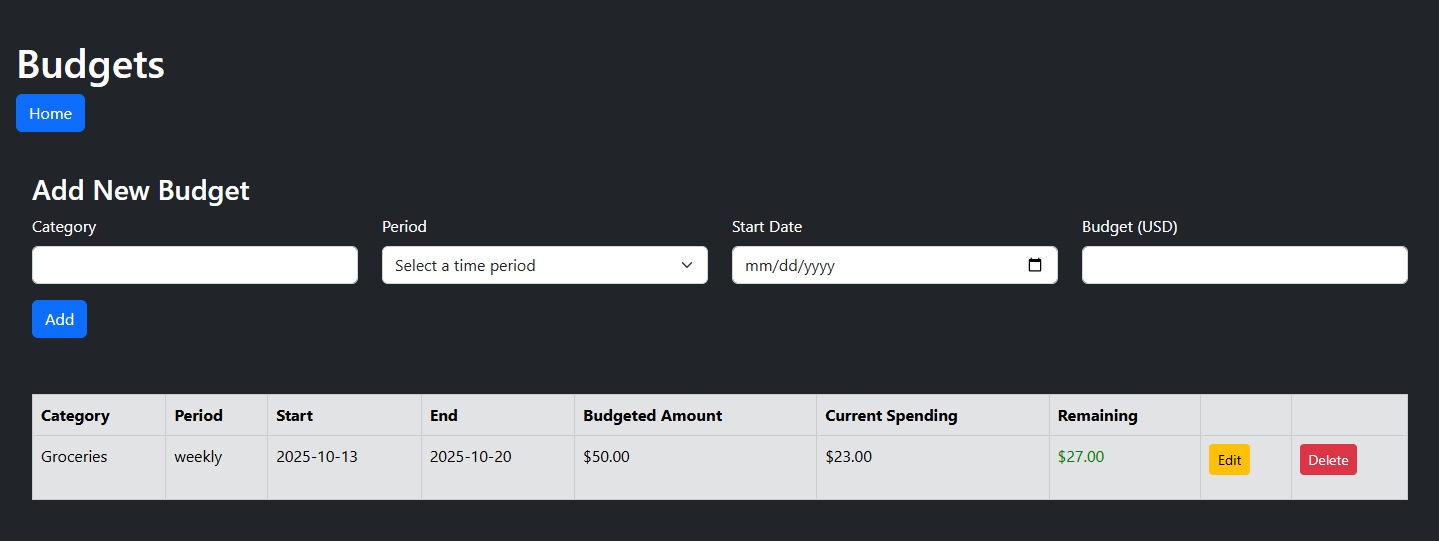 Budgets
Home
Add New Budget
Category Period Start Date Budget (USD)
Select a time period mm/dd/yyyy
Add
Category Period Start End Budgeted Amount Current Spending Remaining
Groceries weekly 2025-10-13 2025-10-20 $50.00 $23.00 $27.00 Edit Delete